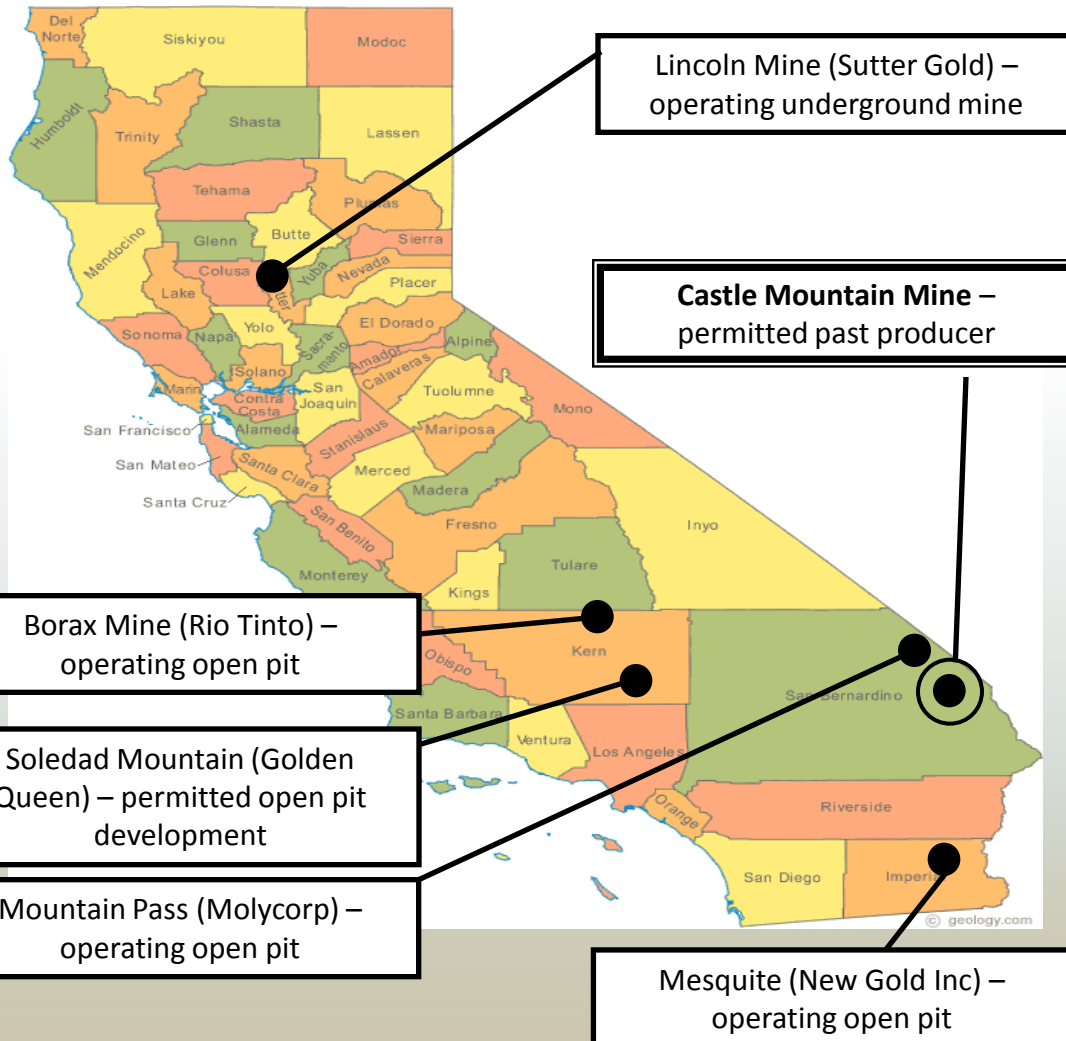 Del
Norte
Siskiyou
Modoc
Lincoln Mine (Sutter Gold) –
operating underground mine
Humboldt
Trinity
Shasta
Lassen
Tehama
Plumas
Mendocino
Glenn
Butte
Sierra
Colusa
Yuba
Nevada
Lake
tter
Placer
Castle Mountain Mine –
permitted past producer
Sonoma
Napa
Yolo
Sacra-
manto
El Dorado
Alpine
Amador
Solano
Calaveras
Marin
Contra
Costa
San
Joaquin
Tuolumne
Mono
San Francisco
Alameda
Stanislaus
Mariposa
San Mateo
Santa Clara
Merced
Madera
Santa Cruz
San Benito
Fresno
Inyo
Monterey
Kings
Tulare
Borax Mine (Rio Tinto) –
operating open pit
Obispo
Kern
San Bernardino
Santa Barbara
Ventura
Los Angeles
Soledad Mountain (Golden
Queen) – permitted open pit
development
Orange
Riverside
Mountain Pass (Molycorp) –
operating open pit
San Diego
Imperia
© geology.com
Mesquite (New Gold Inc) –
operating open pit